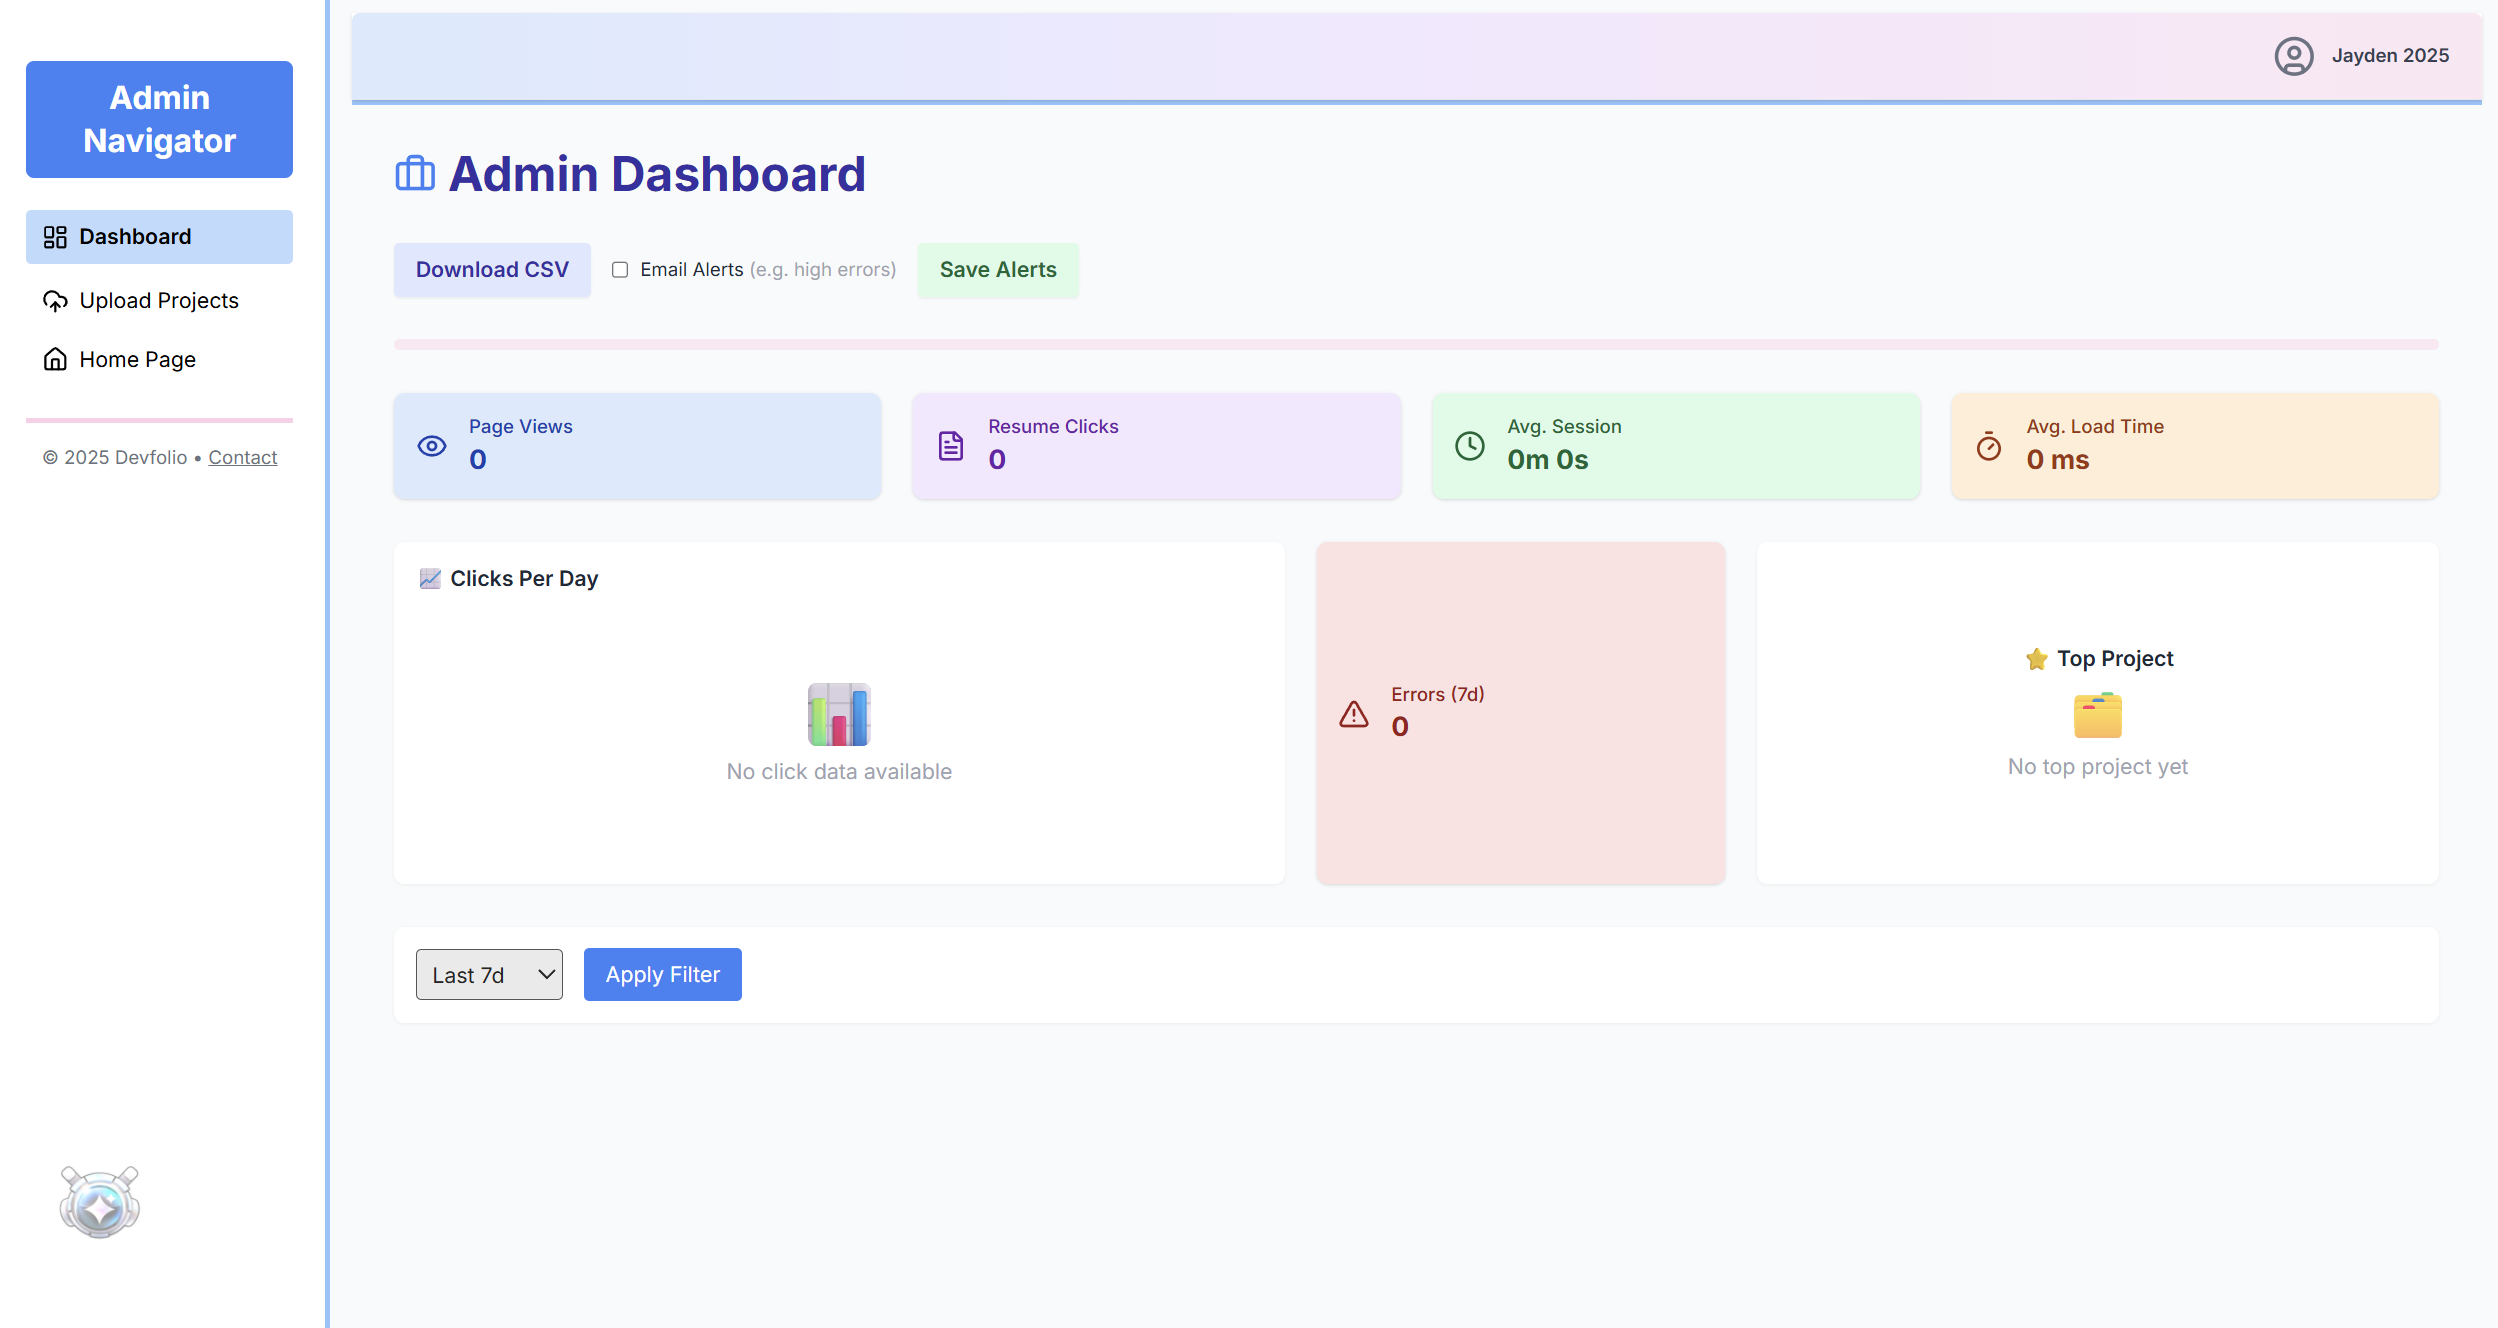 Admin
Navigator
Dashboard
Upload Projects
Home Page
© 2025 Devfolio • Contact
Jayden 2025
Admin Dashboard
Download CSV
Email Alerts (e.g. high errors)
Save Alerts
Page Views
0
Resume Clicks
0
Avg. Session
0m 0s
Avg. Load Time
0 ms
Clicks Per Day
No click data available
Errors (7d)
0
Top Project
No top project yet
Last 7d
Apply Filter